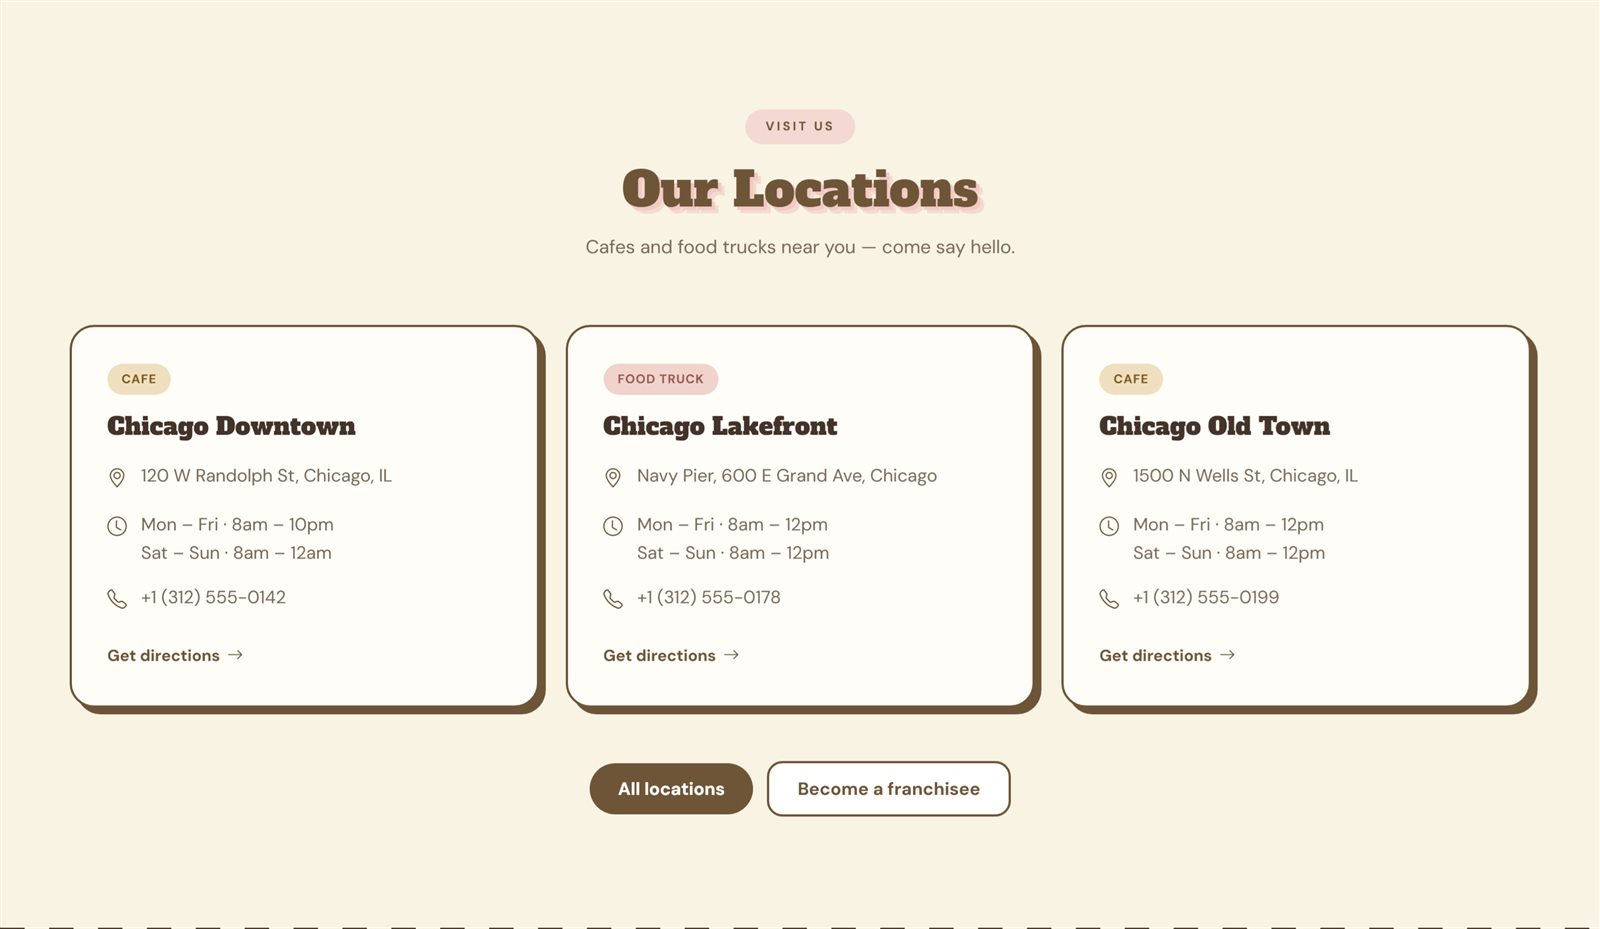 VISIT US
Our Locations
Cafes and food trucks near you — come say hello.
CAFE
Chicago Downtown
120 W Randolph St, Chicago, IL
Mon – Fri · 8am – 10pm
Sat – Sun · 8am – 12am
+1 (312) 555-0142
Get directions →
FOOD TRUCK
Chicago Lakefront
Navy Pier, 600 E Grand Ave, Chicago
Mon – Fri · 8am – 12pm
Sat – Sun · 8am – 12pm
+1 (312) 555-0178
Get directions →
CAFE
Chicago Old Town
1500 N Wells St, Chicago, IL
Mon – Fri · 8am – 12pm
Sat – Sun · 8am – 12pm
+1 (312) 555-0199
Get directions →
All locations
Become a franchisee